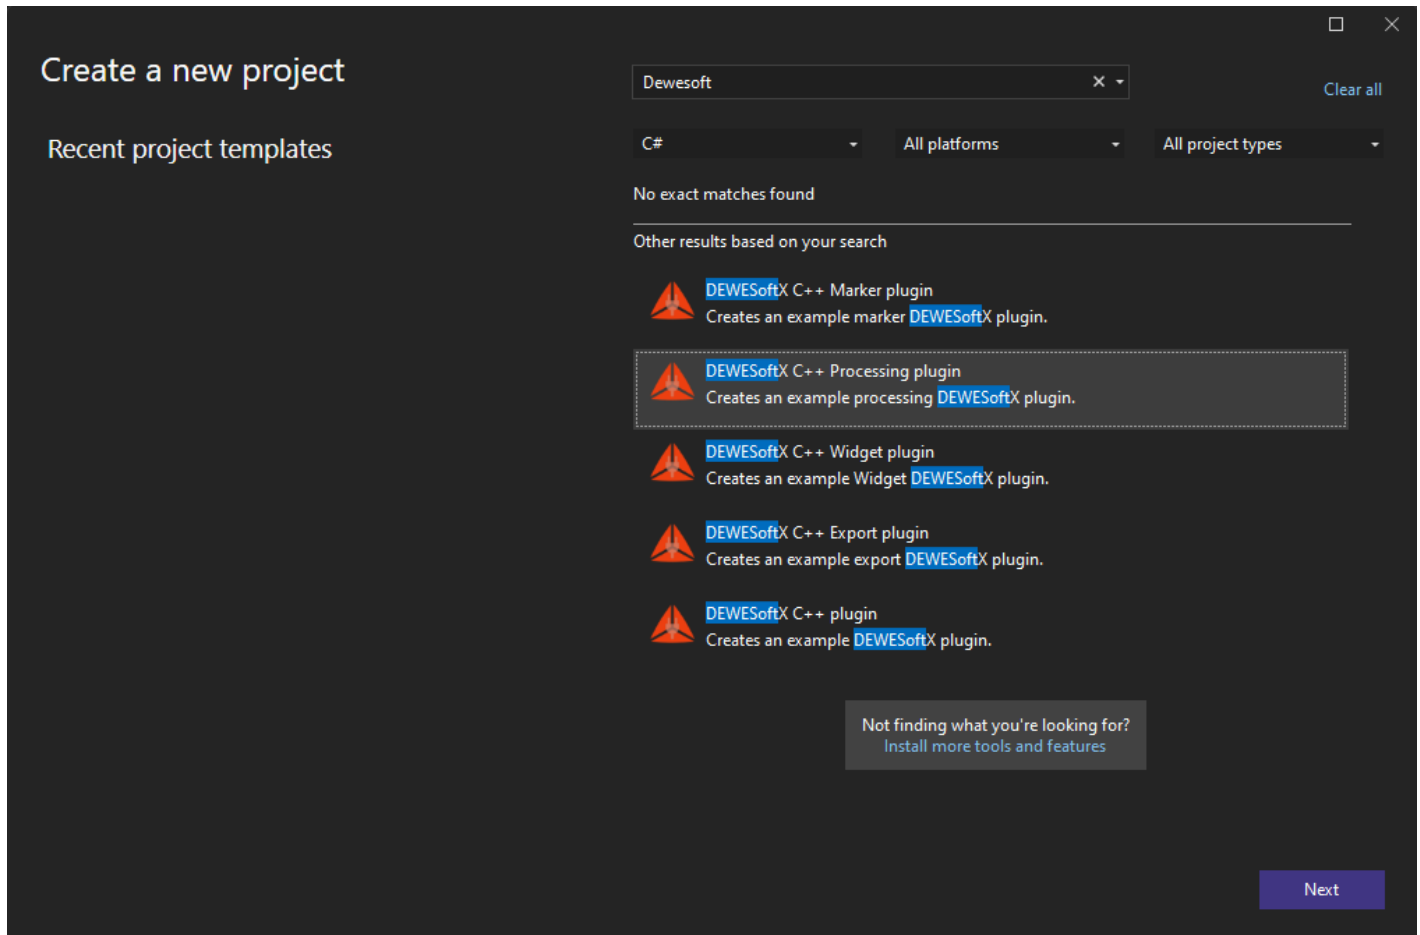 Create a new project
Recent project templates
Dewesoft
Clear all
C#
All platforms
All project types
No exact matches found
Other results based on your search
DEWESoftX C++ Marker plugin
Creates an example marker DEWESoftX plugin.
DEWESoftX C++ Processing plugin
Creates an example processing DEWESoftX plugin.
DEWESoftX C++ Widget plugin
Creates an example Widget DEWESoftX plugin.
DEWESoftX C++ Export plugin
Creates an example export DEWESoftX plugin.
DEWESoftX C++ plugin
Creates an example DEWESoftX plugin.
Not finding what you're looking for?
Install more tools and features
Next